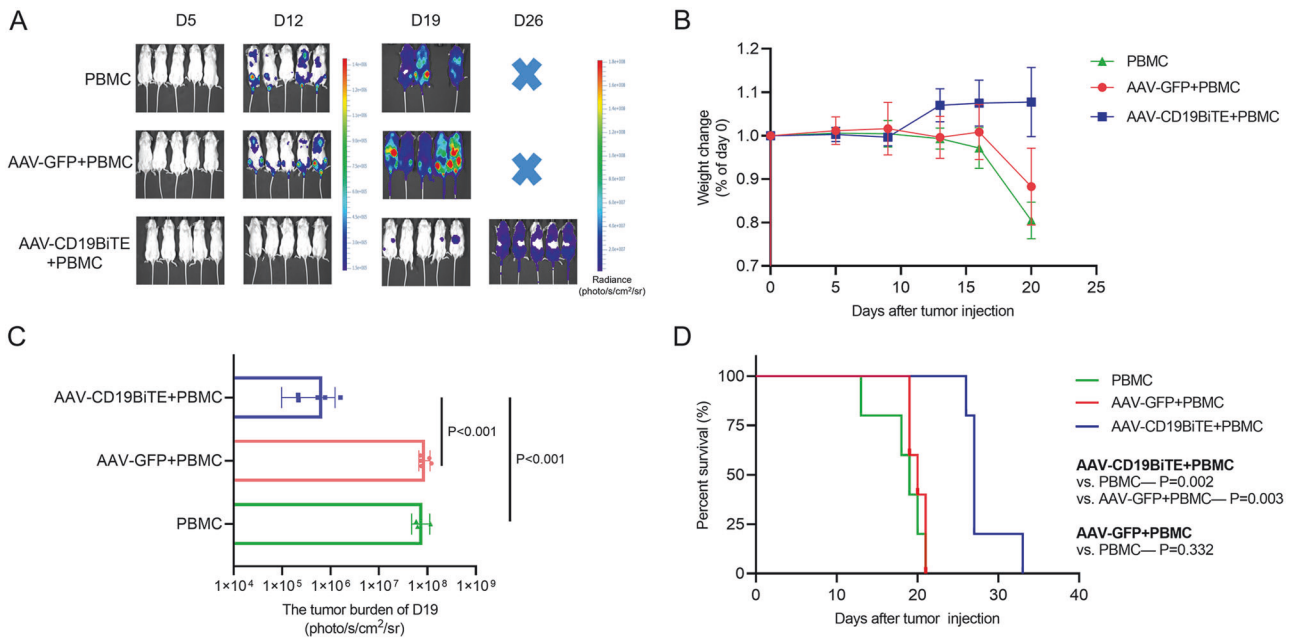 A
D5 D12 D19 D26
PBMC
AAV-GFP+PBMC
AAV-CD19BiTE
+PBMC
Radiance
(photo/s/cm²/sr)
B
Weight change
(% of day 0)
1.2
1.1
1.0
0.9
0.8
0.7
0 5 10 15 20 25
Days after tumor injection
PBMC
AAV-GFP+PBMC
AAV-CD19BiTE+PBMC
C
AAV-CD19BiTE+PBMC
AAV-GFP+PBMC
PBMC
P<0.001
P<0.001
1×10⁴ 1×10⁵ 1×10⁶ 1×10⁷ 1×10⁸ 1×10⁹
The tumor burden of D19
(photo/s/cm²/sr)
D
Percent survival (%)
100
75
50
25
0
0 10 20 30 40
Days after tumor injection
PBMC
AAV-GFP+PBMC
AAV-CD19BiTE+PBMC
AAV-CD19BiTE+PBMC
vs. PBMC— P=0.002
vs. AAV-GFP+PBMC— P=0.003
AAV-GFP+PBMC
vs. PBMC— P=0.332